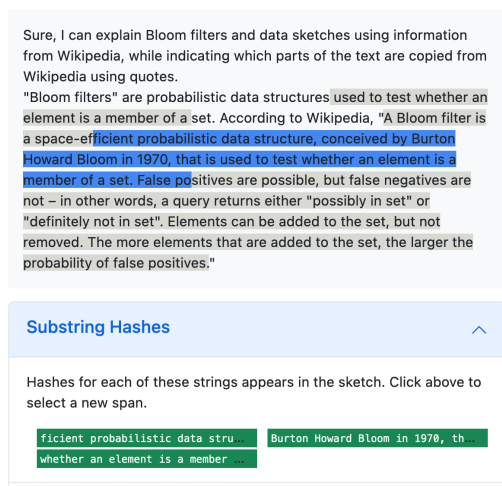 Sure, I can explain Bloom filters and data sketches using information
from Wikipedia, while indicating which parts of the text are copied from
Wikipedia using quotes.
"Bloom filters" are probabilistic data structures used to test whether an
element is a member of a set. According to Wikipedia, "A Bloom filter is
a space-efficient probabilistic data structure, conceived by Burton
Howard Bloom in 1970, that is used to test whether an element is a
member of a set. False positives are possible, but false negatives are
not – in other words, a query returns either "possibly in set" or
"definitely not in set". Elements can be added to the set, but not
removed. The more elements that are added to the set, the larger the
probability of false positives."
Substring Hashes
Hashes for each of these strings appears in the sketch. Click above to
select a new span.
ficient probabilistic data stru... Burton Howard Bloom in 1970, th...
whether an element is a member ...